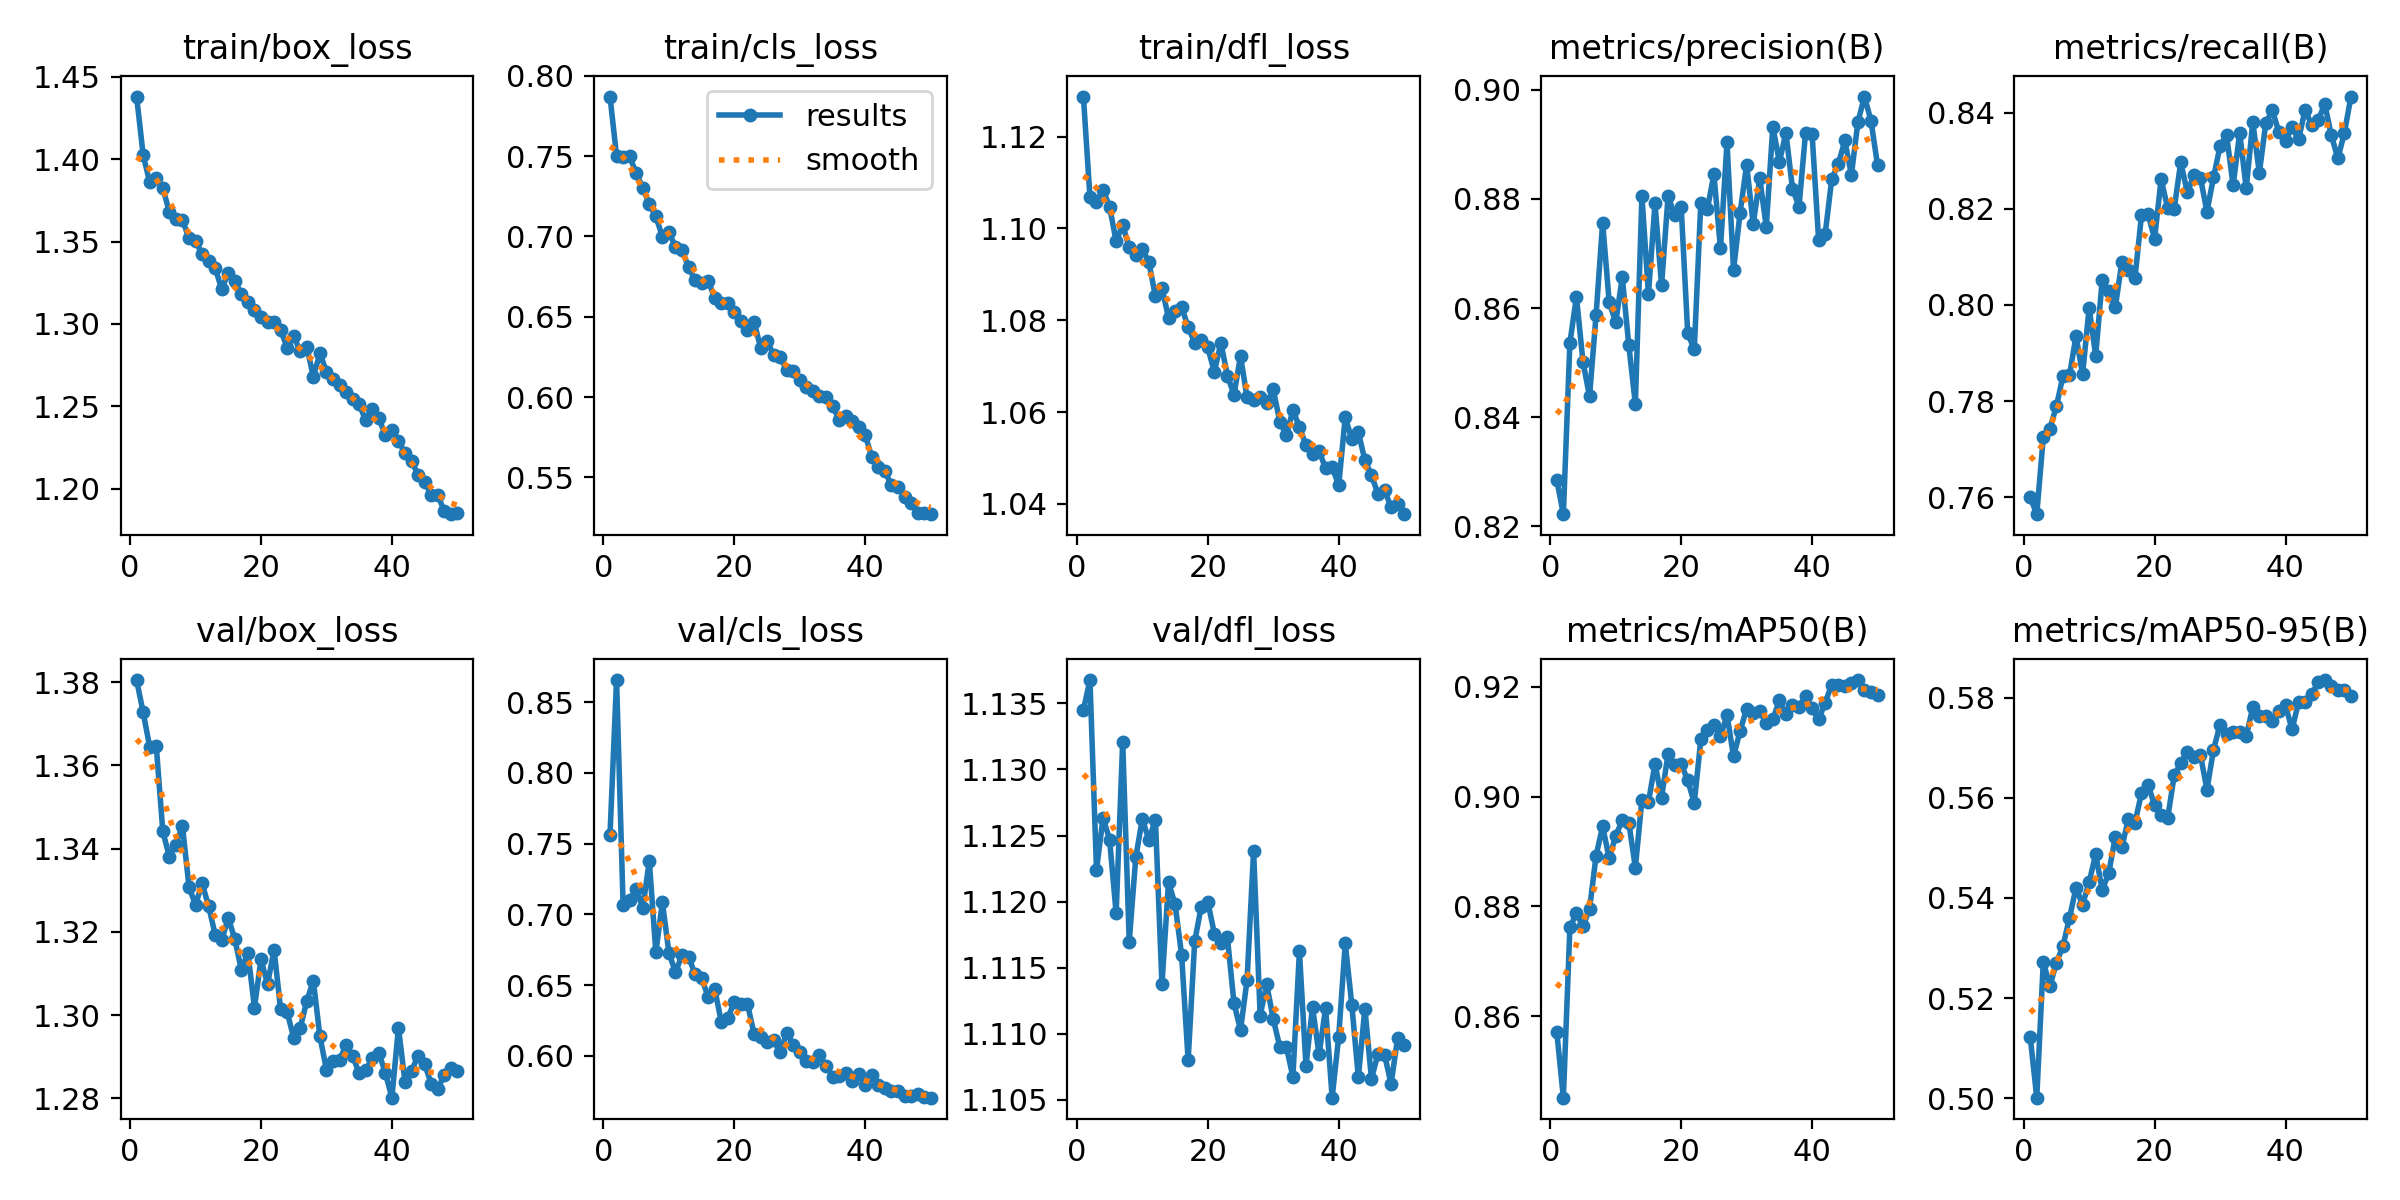 train/box_loss
1.45
1.40
1.35
1.30
1.25
1.20
0 20 40
train/cls_loss
results
smooth
0.80
0.75
0.70
0.65
0.60
0.55
0 20 40
train/dfl_loss
1.12
1.10
1.08
1.06
1.04
0 20 40
metrics/precision(B)
0.90
0.88
0.86
0.84
0.82
0 20 40
metrics/recall(B)
0.84
0.82
0.80
0.78
0.76
0 20 40
val/box_loss
1.38
1.36
1.34
1.32
1.30
1.28
0 20 40
val/cls_loss
0.85
0.80
0.75
0.70
0.65
0.60
0 20 40
val/dfl_loss
1.135
1.130
1.125
1.120
1.115
1.110
1.105
0 20 40
metrics/mAP50(B)
0.92
0.90
0.88
0.86
0 20 40
metrics/mAP50-95(B)
0.58
0.56
0.54
0.52
0.50
0 20 40